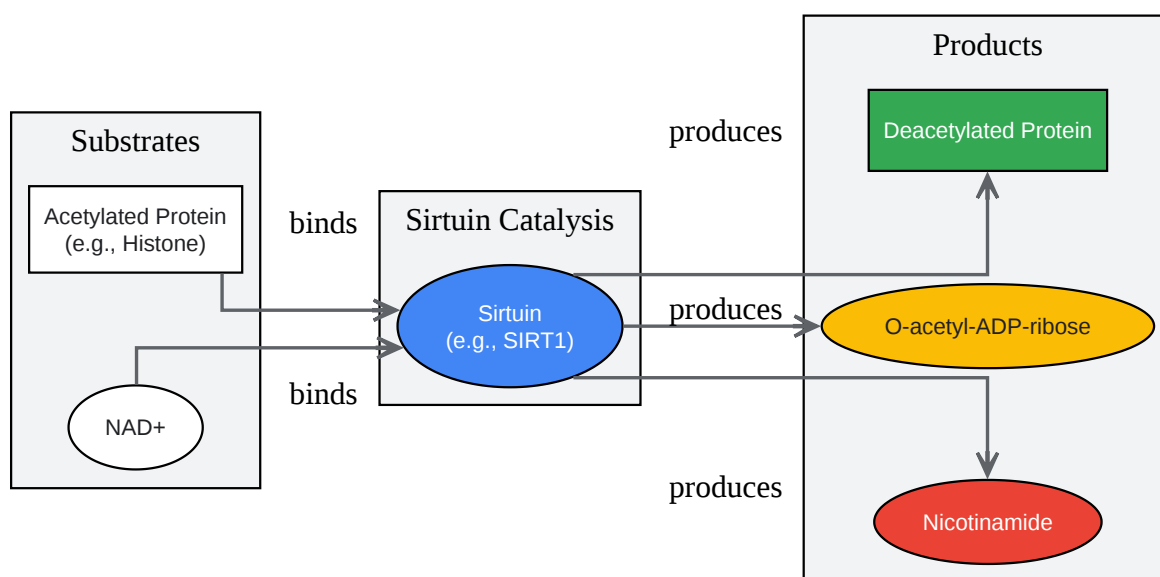 Substrates
Acetylated Protein
(e.g., Histone)
NAD+
binds
binds
Sirtuin Catalysis
Sirtuin
(e.g., SIRT1)
produces
produces
produces
Products
Deacetylated Protein
O-acetyl-ADP-ribose
Nicotinamide